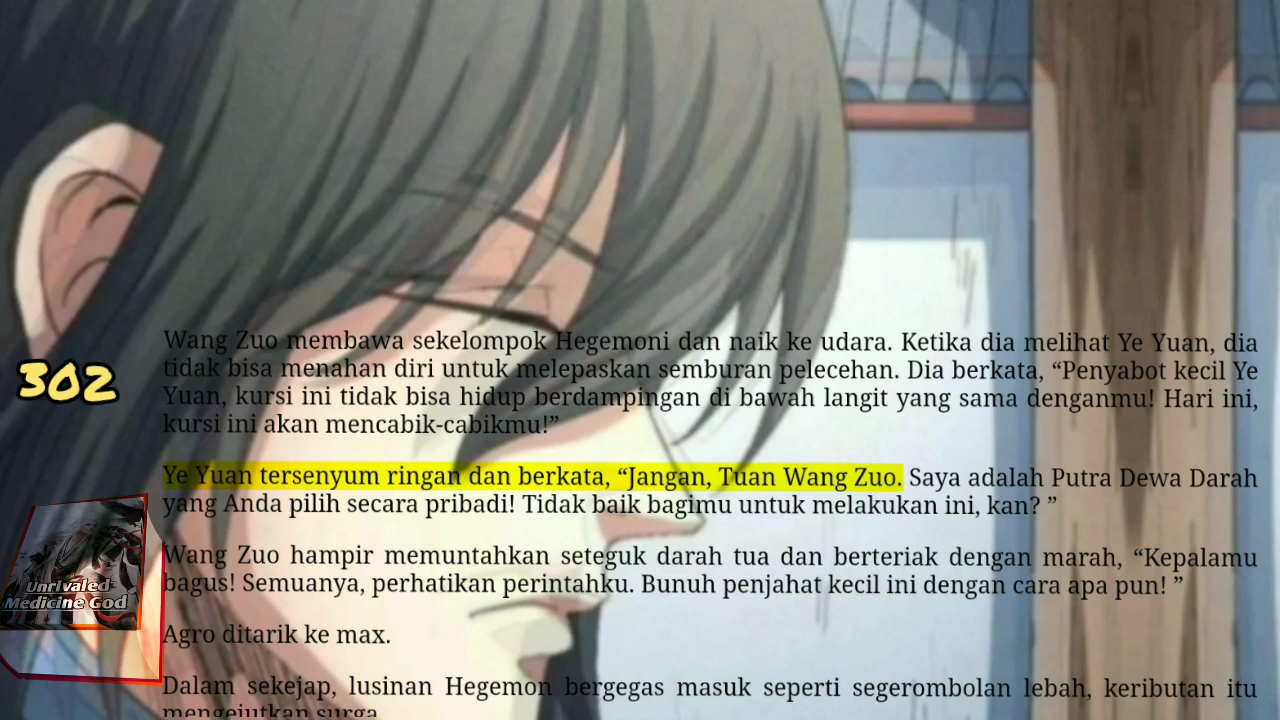 Wang Zuo membawa sekelompok Hegemoni dan naik ke udara. Ketika dia melihat Ye Yuan, dia
tidak bisa menahan diri untuk melepaskan semburan pelecehan. Dia berkata, “Penyabot kecil Ye
Yuan, kursi ini tidak bisa hidup berdampingan di bawah langit yang sama denganmu! Hari ini,
kursi ini akan mencabik-cabikmu!”
302
Ye Yuan tersenyum ringan dan berkata, “Jangan, Tuan Wang Zuo. Saya adalah Putra Dewa Darah
yang Anda pilih secara pribadi! Tidak baik bagimu untuk melakukan ini, kan? ”
Wang Zuo hampir memuntahkan seteguk darah tua dan berteriak dengan marah, “Kepalamu
bagus! Semuanya, perhatikan perintahku. Bunuh penjahat kecil ini dengan cara apa pun! ”
Unrivaled
Medicine God
Agro ditarik ke max.
Dalam sekejap, lusinan Hegemon bergegas masuk seperti segerombolan lebah, keributan itu
mengejutkan surga